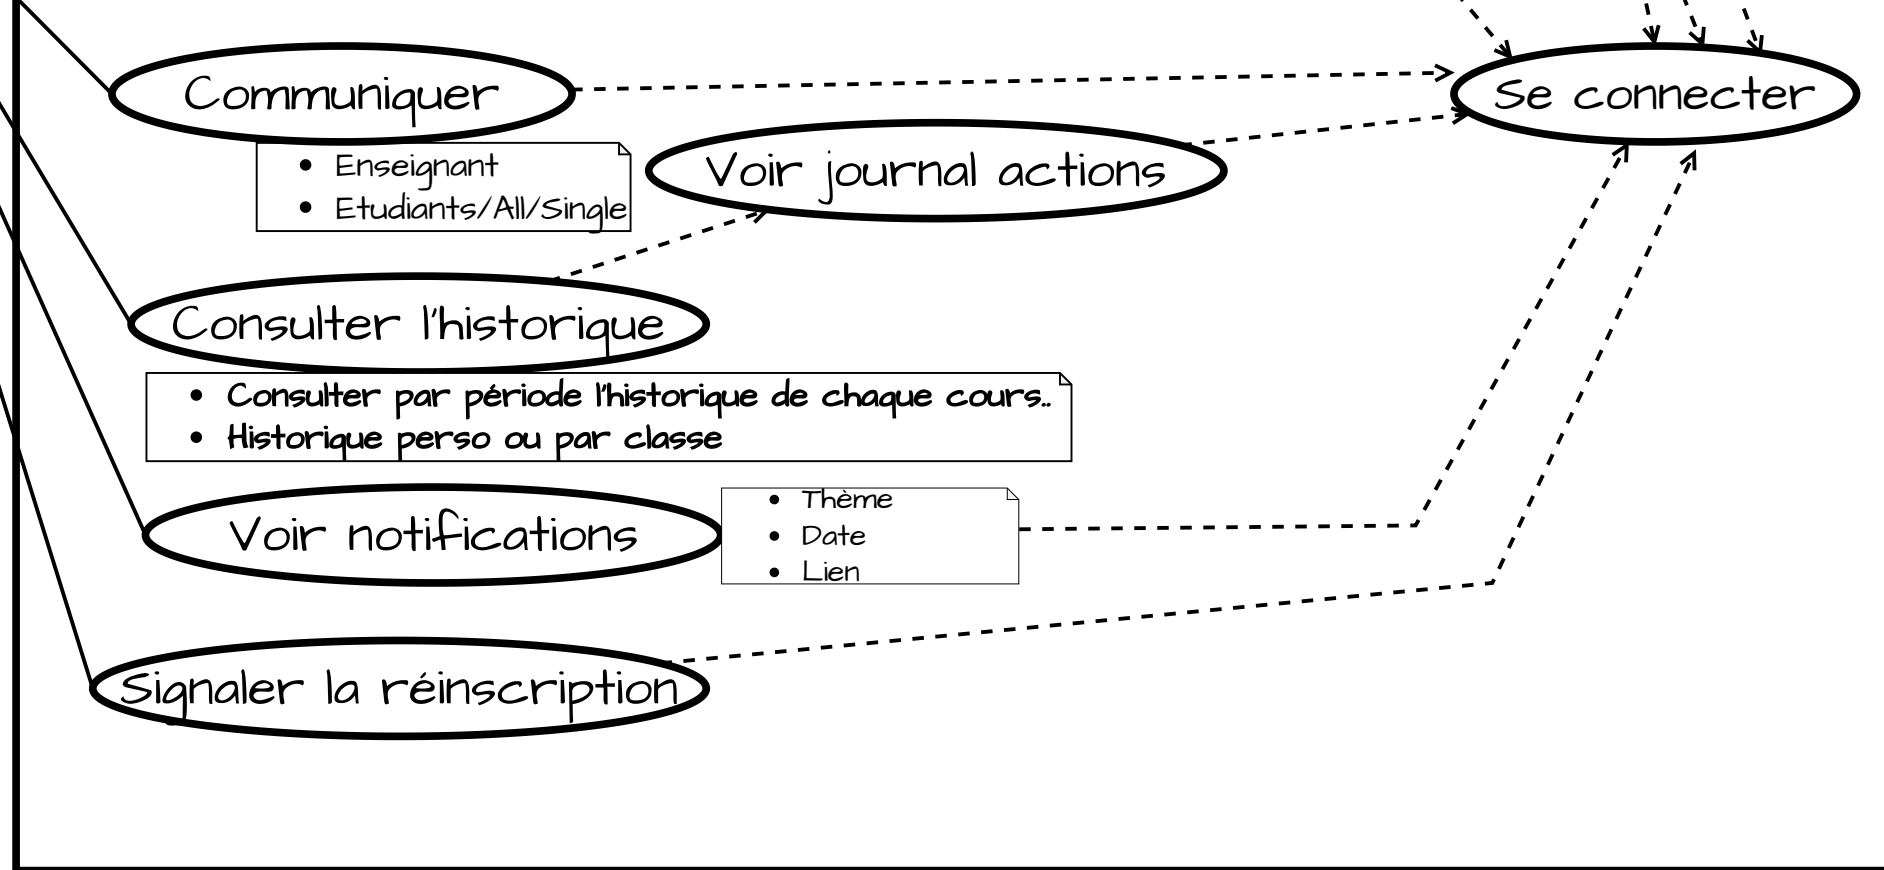 Communiquer
Se connecter
Enseignant
Etudiants/All/Single
Voir journal actions
Consulter l'historique
Consulter par période l'historique de chaque cours..
Historique perso ou par classe
Voir notifications
Thème
Date
Lien
Signaler la réinscription